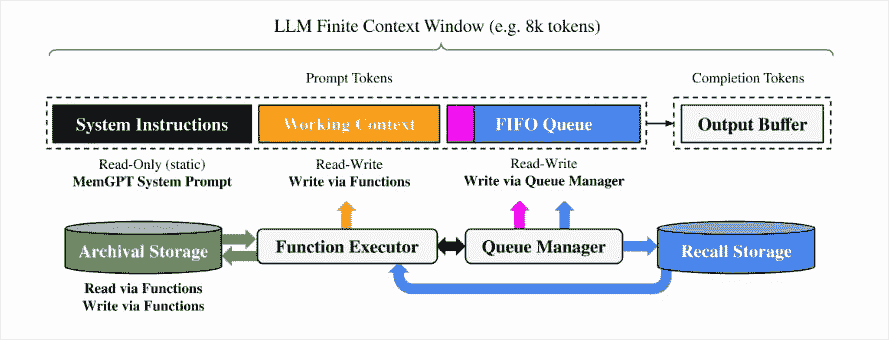 LLM Finite Context Window (e.g. 8k tokens)
Prompt Tokens
Completion Tokens
System Instructions
Working Context
FIFO Queue
Output Buffer
Read-Only (static)
MemGPT System Prompt
Read-Write
Write via Functions
Read-Write
Write via Queue Manager
Archival Storage
Function Executor
Queue Manager
Recall Storage
Read via Functions
Write via Functions